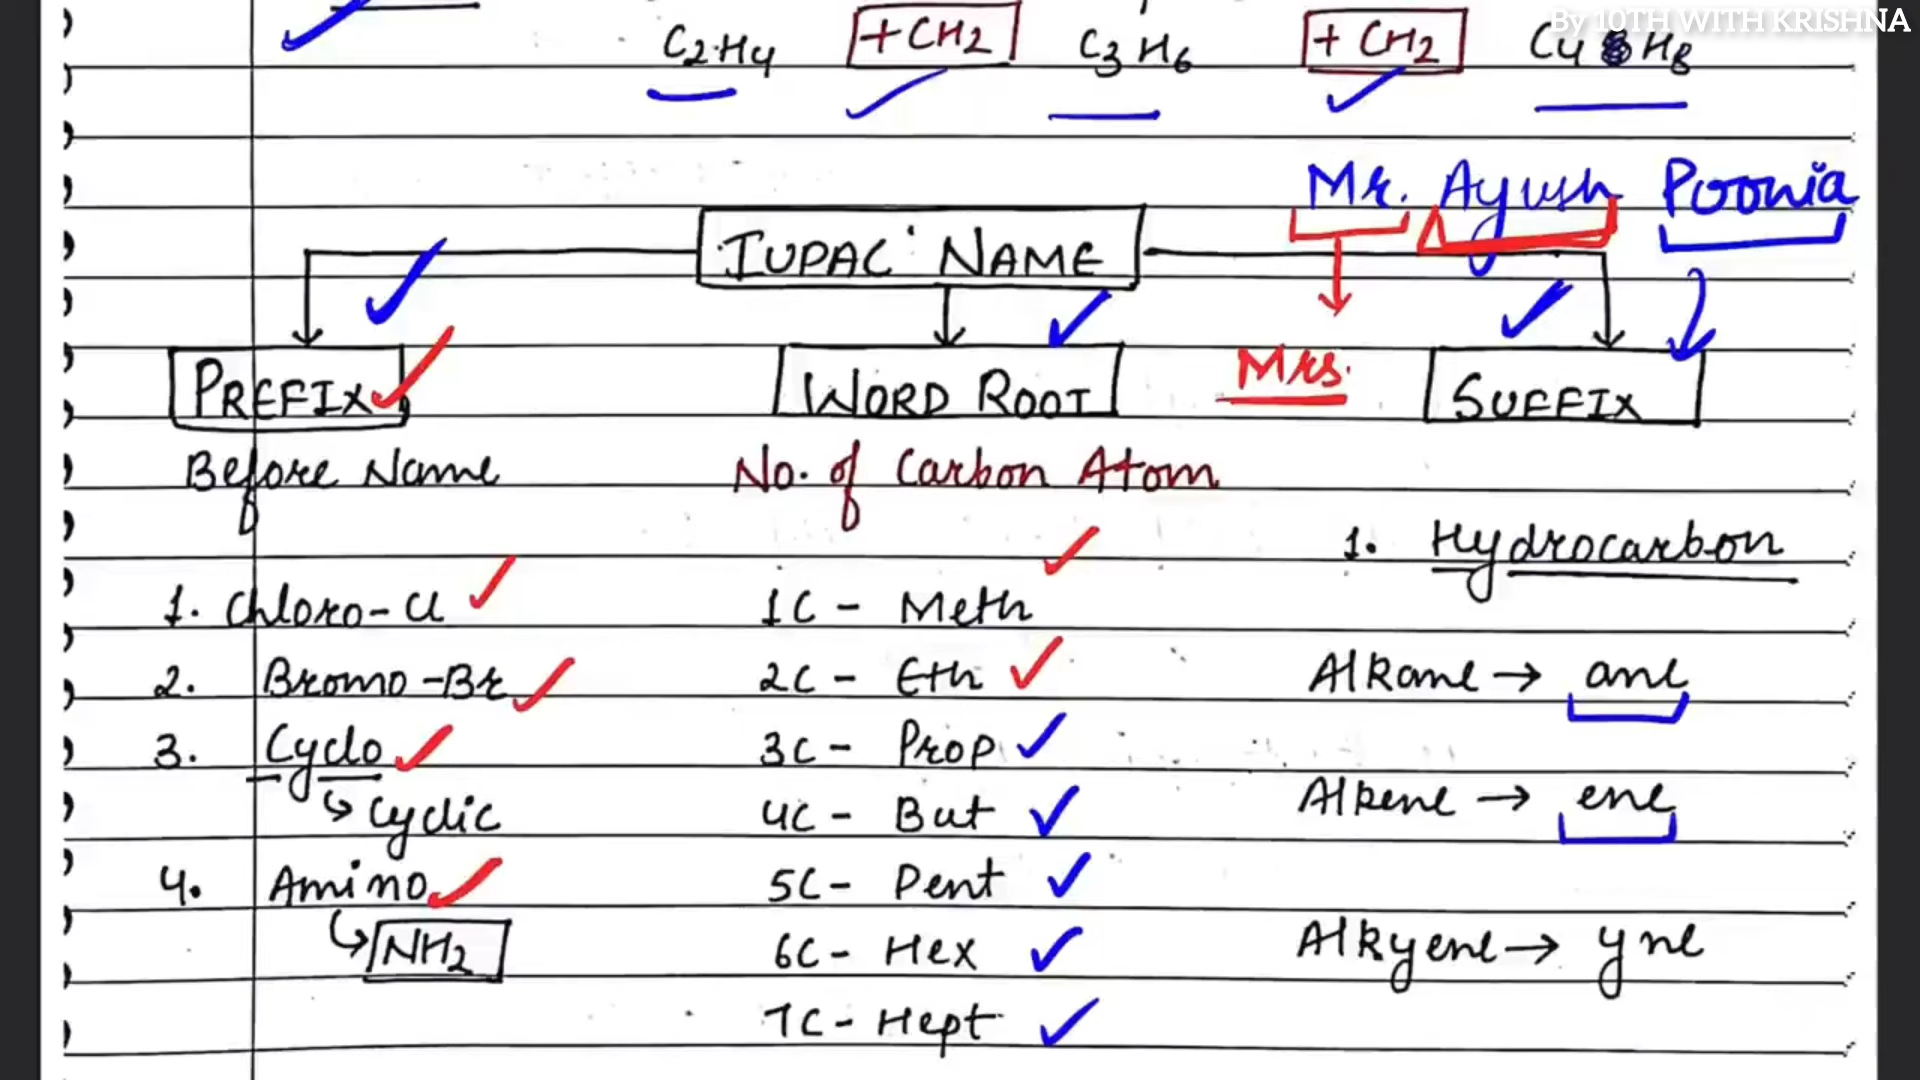 By 10TH WITH KRISHNA
C2H4 +CH2 C3H6 + CH2 C4 H8
Mr. Ayush Poonia
IUPAC NAME
Mrs.
PREFIX WORD ROOT SUFFIX
Before Name No. of Carbon Atom
1. Hydrocarbon
1. Chloro-Cl 1C - Meth
2. Bromo-Br 2C - Eth Alkane → ane
3. Cyclo 3C - Prop
↳ Cyclic 4C - But Alkene → ene
4. Amino 5C - Pent
↳ NH2 6C - Hex Alkyene → yne
7C - Hept